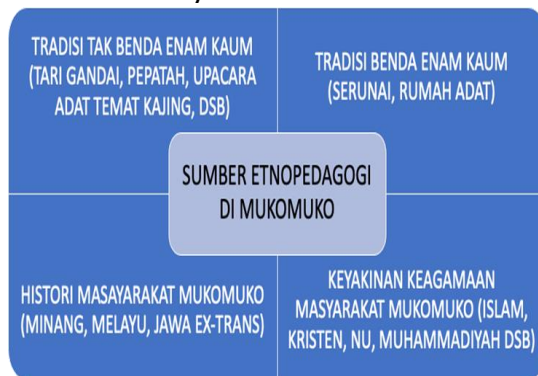 TRADISI TAK BENDA ENAM KAUM
(TARI GANDAI, PEPATAH, UPACARA
ADAT TEMAT KAJING, DSB)
TRADISI BENDA ENAM KAUM
(SERUNAI, RUMAH ADAT)
SUMBER ETNOPEDAGOGI
DI MUKOMUKO
HISTORI MASAYARAKAT MUKOMUKO
(MINANG, MELAYU, JAWA EX-TRANS)
KEYAKINAN KEAGAMAAN
MASYARAKAT MUKOMUKO (ISLAM,
KRISTEN, NU, MUHAMMADIYAH DSB)